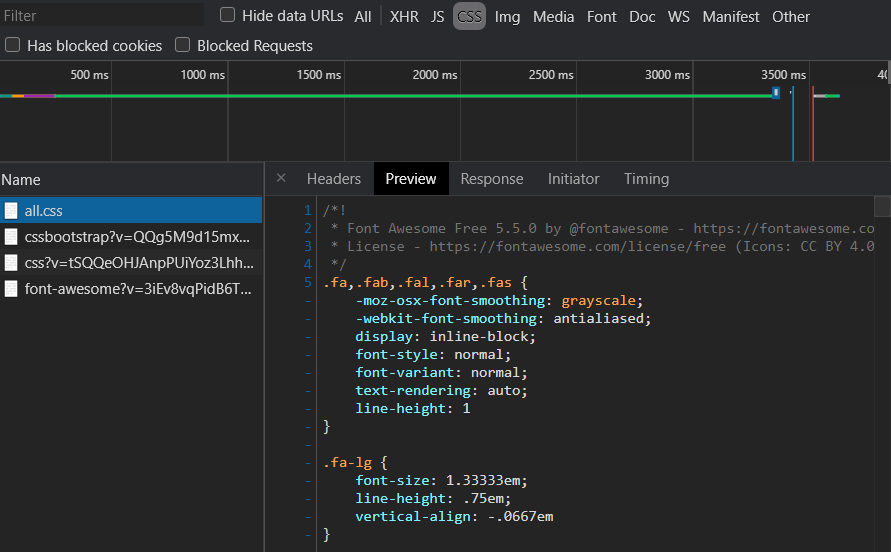 Filter Hide data URLs All XHR JS CSS Img Media Font Doc WS Manifest Other
Has blocked cookies Blocked Requests
500 ms 1000 ms 1500 ms 2000 ms 2500 ms 3000 ms 3500 ms 40
Name
all.css
cssbootstrap?v=QQg5M9d15mx...
css?v=tSQQeOHJAnpPUiYoz3Lhh...
font-awesome?v=3iEv8vqPidB6T...
× Headers Preview Response Initiator Timing
1 /*!
2 * Font Awesome Free 5.5.0 by @fontawesome - https://fontawesome.co
3 * License - https://fontawesome.com/license/free (Icons: CC BY 4.0
4 */
5 .fa,.fab,.fal,.far,.fas {
- -moz-osx-font-smoothing: grayscale;
- -webkit-font-smoothing: antialiased;
- display: inline-block;
- font-style: normal;
- font-variant: normal;
- text-rendering: auto;
- line-height: 1
- }
-
- .fa-lg {
- font-size: 1.33333em;
- line-height: .75em;
- vertical-align: -.0667em
- }